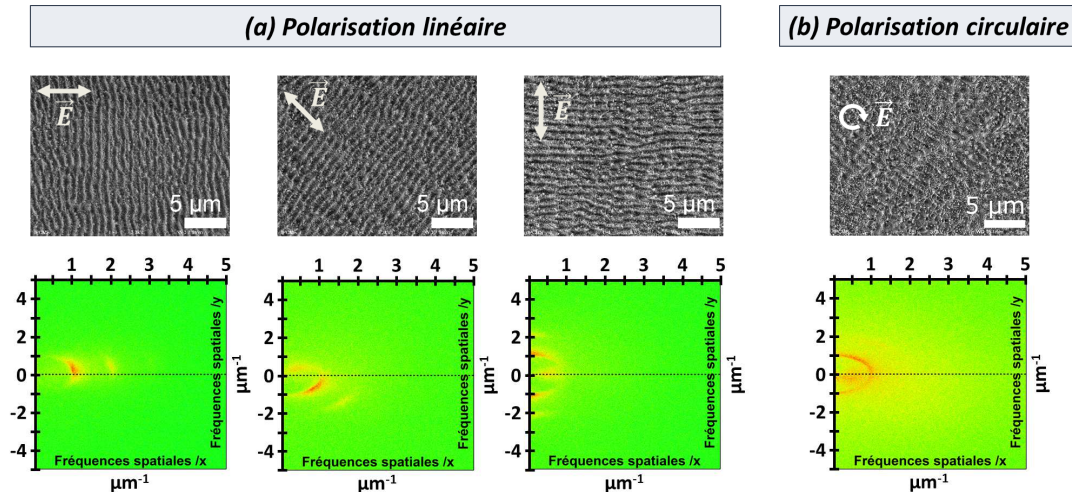 (a) Polarisation linéaire
(b) Polarisation circulaire
E
5 µm
E
5 µm
E
5 µm
E
5 µm
1 2 3 4 5
4
2
0
-2
-4
Fréquences spatiales /y
Fréquences spatiales /x
µm-1
µm-1
1 2 3 4 5
4
2
0
-2
-4
Fréquences spatiales /y
Fréquences spatiales /x
µm-1
µm-1
1 2 3 4 5
4
2
0
-2
-4
Fréquences spatiales /y
Fréquences spatiales /x
µm-1
µm-1
1 2 3 4 5
4
2
0
-2
-4
Fréquences spatiales /y
Fréquences spatiales /x
µm-1
µm-1